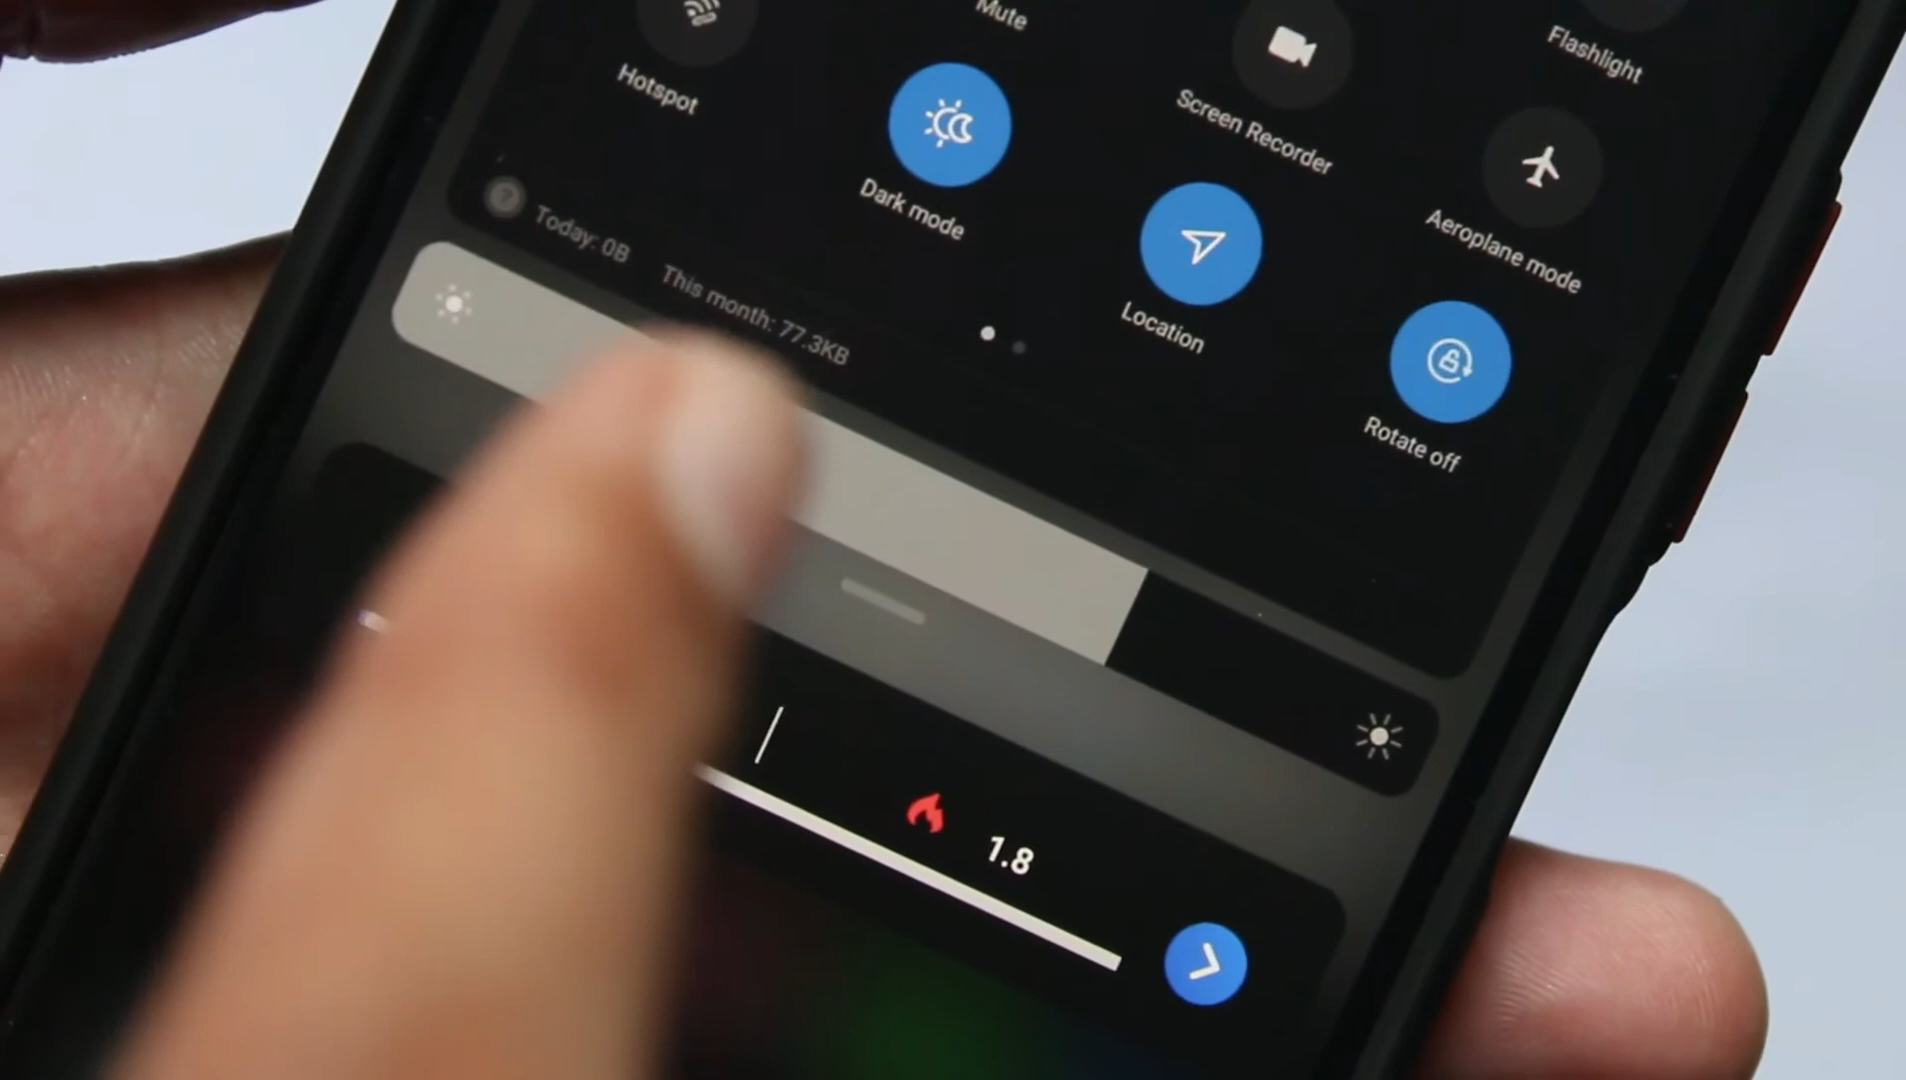 Mute
Flashlight
Hotspot
Screen Recorder
Dark mode
Aeroplane mode
Location
Rotate off
Today: 0B This month: 77.3KB
1.8